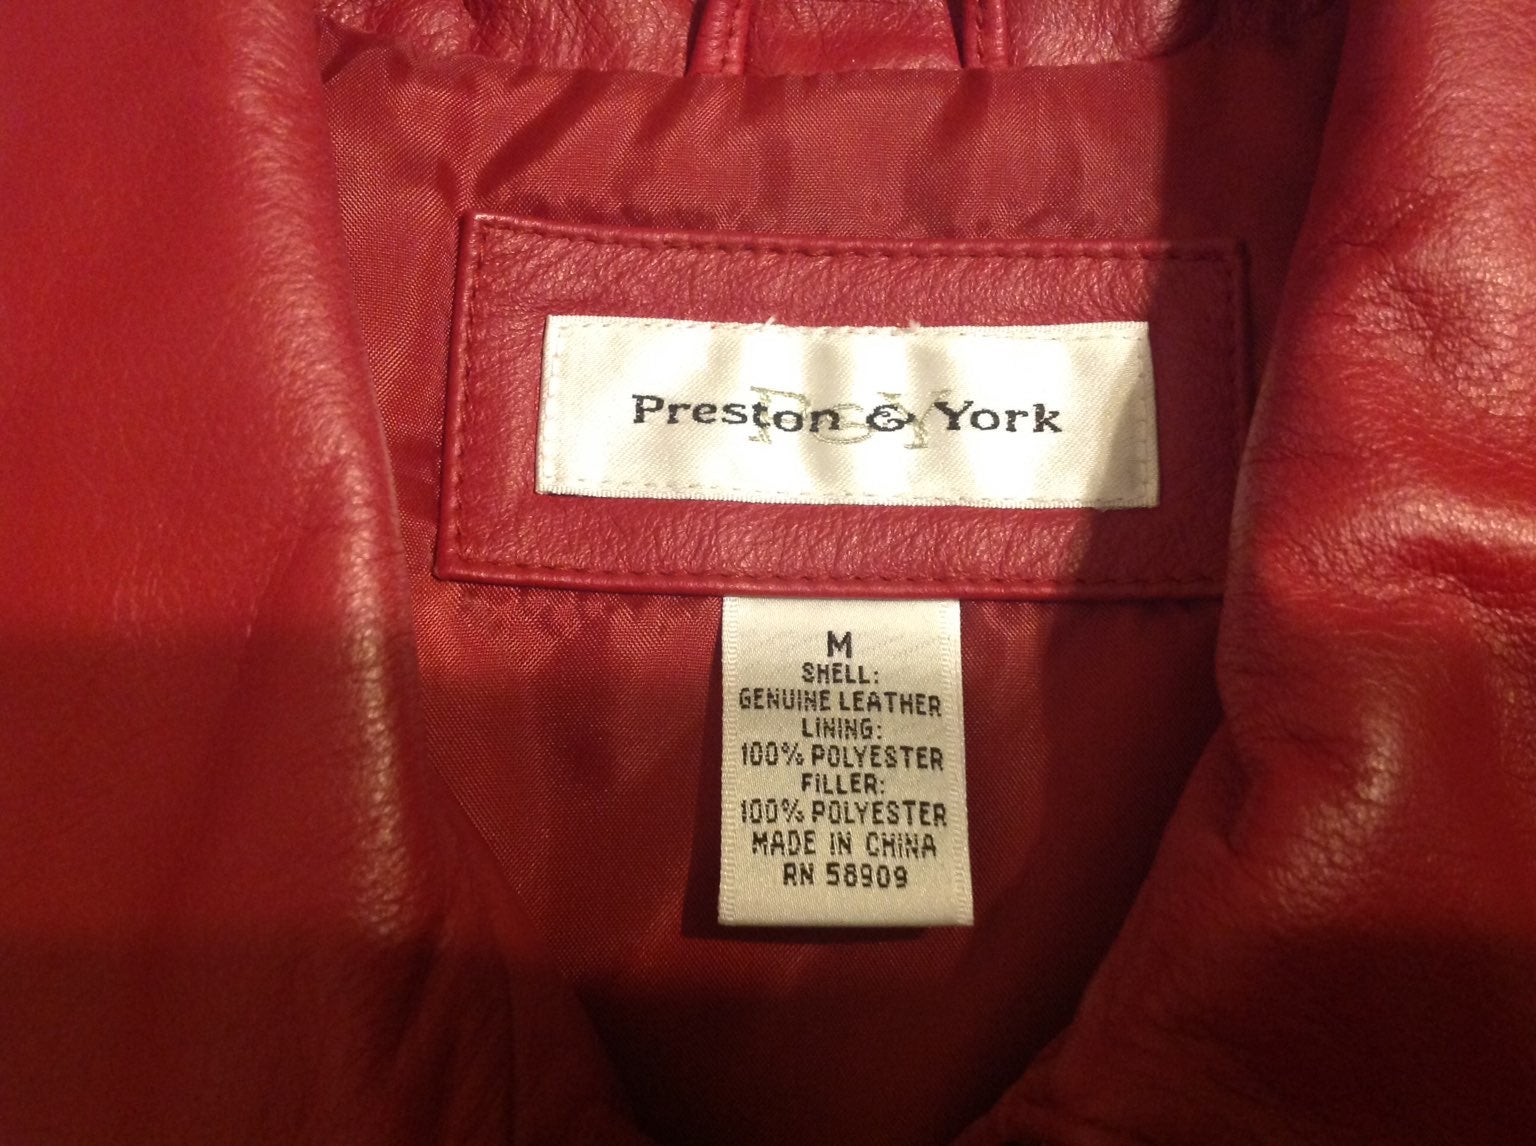 P&Y
Preston & York
M
SHELL:
GENUINE LEATHER
LINING:
100% POLYESTER
FILLER:
100% POLYESTER
MADE IN CHINA
RN 58909